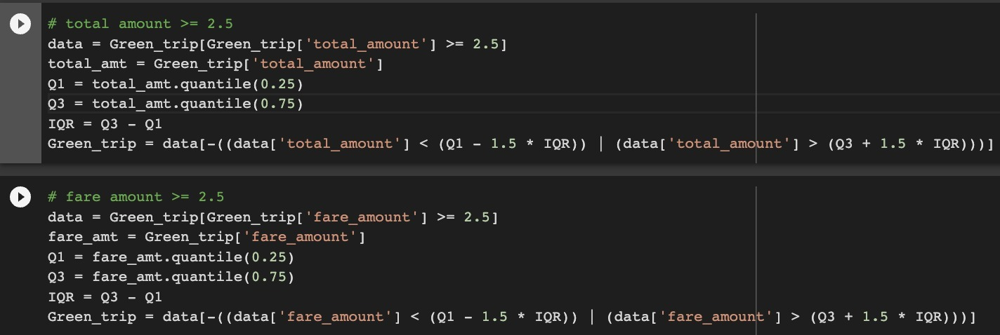 # total amount >= 2.5
data = Green_trip[Green_trip['total_amount'] >= 2.5]
total_amt = Green_trip['total_amount']
Q1 = total_amt.quantile(0.25)
Q3 = total_amt.quantile(0.75)
IQR = Q3 - Q1
Green_trip = data[-((data['total_amount'] < (Q1 - 1.5 * IQR)) | (data['total_amount'] > (Q3 + 1.5 * IQR)))]
# fare amount >= 2.5
data = Green_trip[Green_trip['fare_amount'] >= 2.5]
fare_amt = Green_trip['fare_amount']
Q1 = fare_amt.quantile(0.25)
Q3 = fare_amt.quantile(0.75)
IQR = Q3 - Q1
Green_trip = data[-((data['fare_amount'] < (Q1 - 1.5 * IQR)) | (data['fare_amount'] > (Q3 + 1.5 * IQR)))]